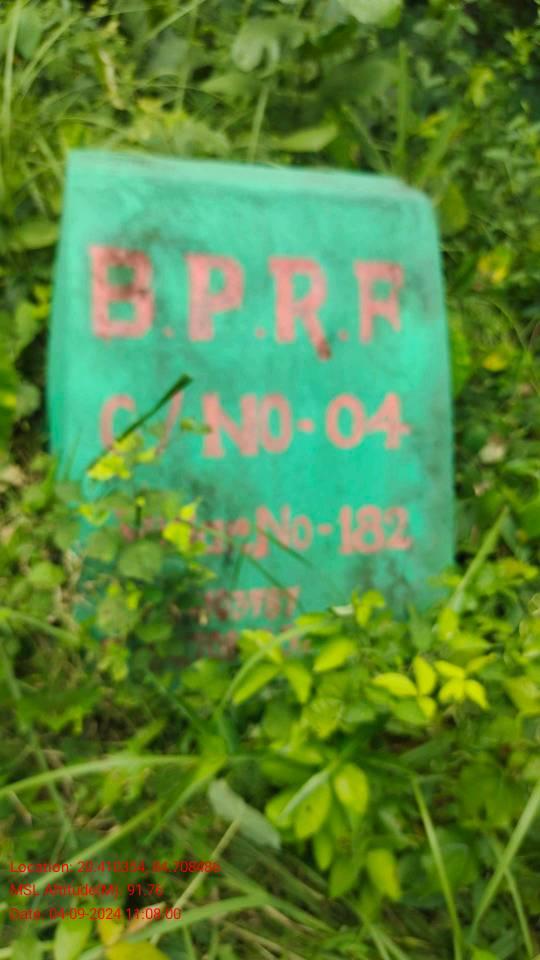 B.P.R.F
C/NO-04
No-182
Location: 20.410354, 84.708486
MSL Altitude(M): 91.76
Date: 04-09-2024 11:08:00